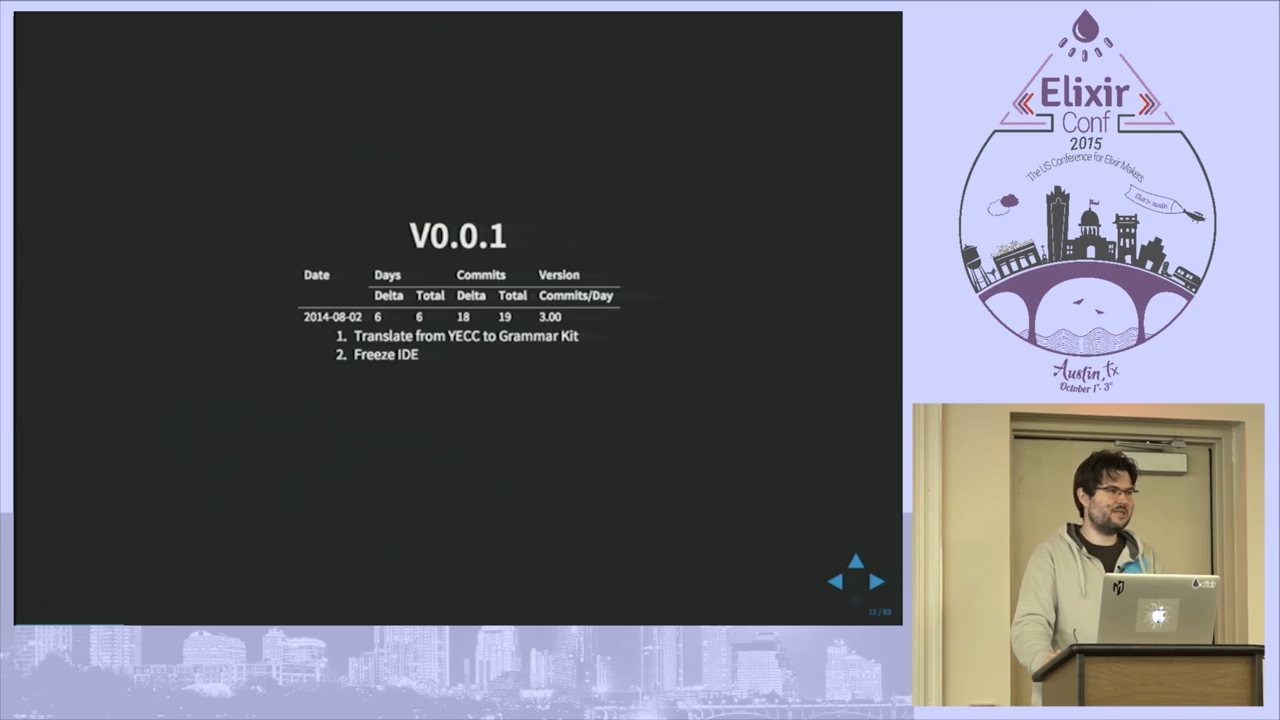 V0.0.1
Date Days Commits Version
Delta Total Delta Total Commits/Day
2014-08-02 6 6 18 19 3.00
1. Translate from YECC to Grammar Kit
2. Freeze IDE
11 / 83
Elixir
Conf
2015
The US Conference for Elixir Makers
Austin, Tx
October 1st - 3rd